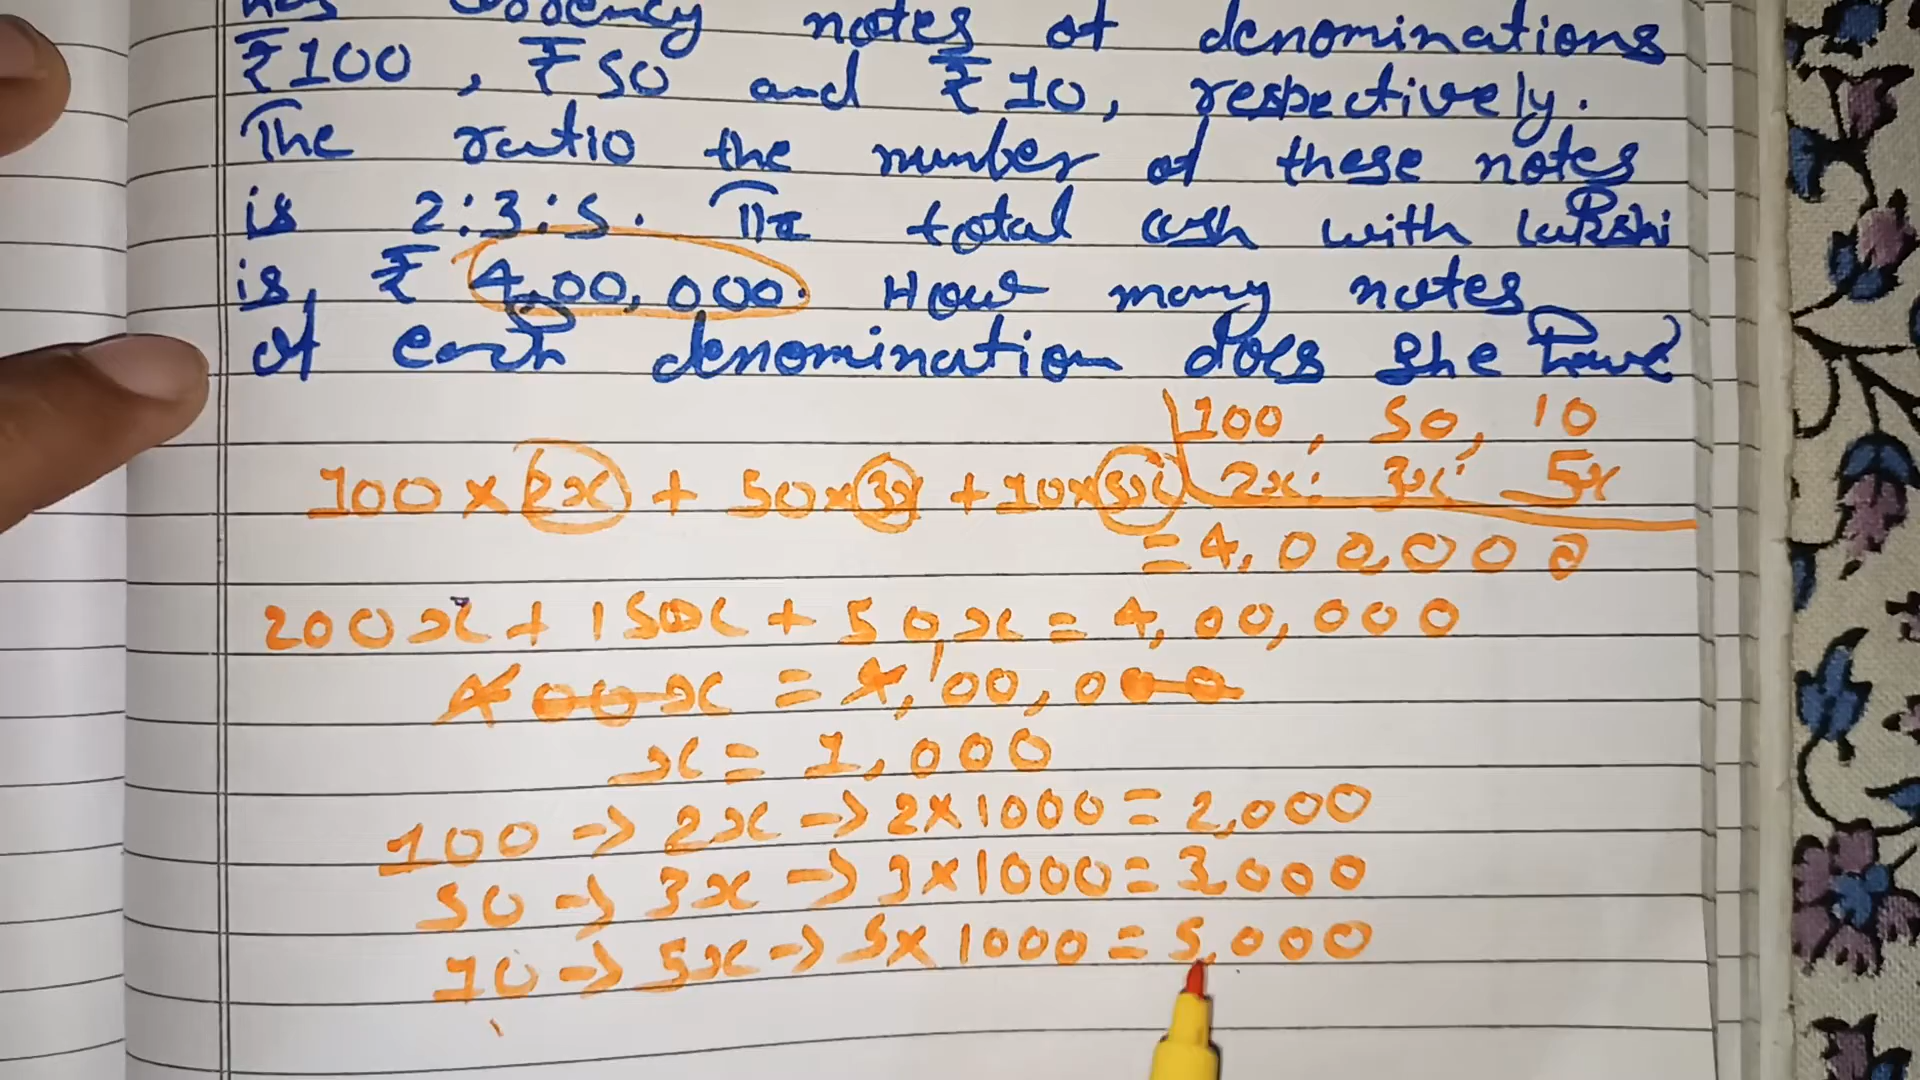 has currency notes of denominations
₹100, ₹50 and ₹10, respectively.
The ratio the number of these notes
is 2:3:5. The total cash with Lakshi
is, ₹ 4,00,000. How many notes
of each denomination does she have
100, 50, 10
100 × 2x + 50 × 3x + 10 × 5x 2x: 3x: 5x
= 4,00,000
200x + 150x + 50x = 4,00,000
400x = 4,00,000
x = 1,000
100 → 2x → 2×1000 = 2,000
50 → 3x → 3×1000 = 3,000
10 → 5x → 5×1000 = 5,000